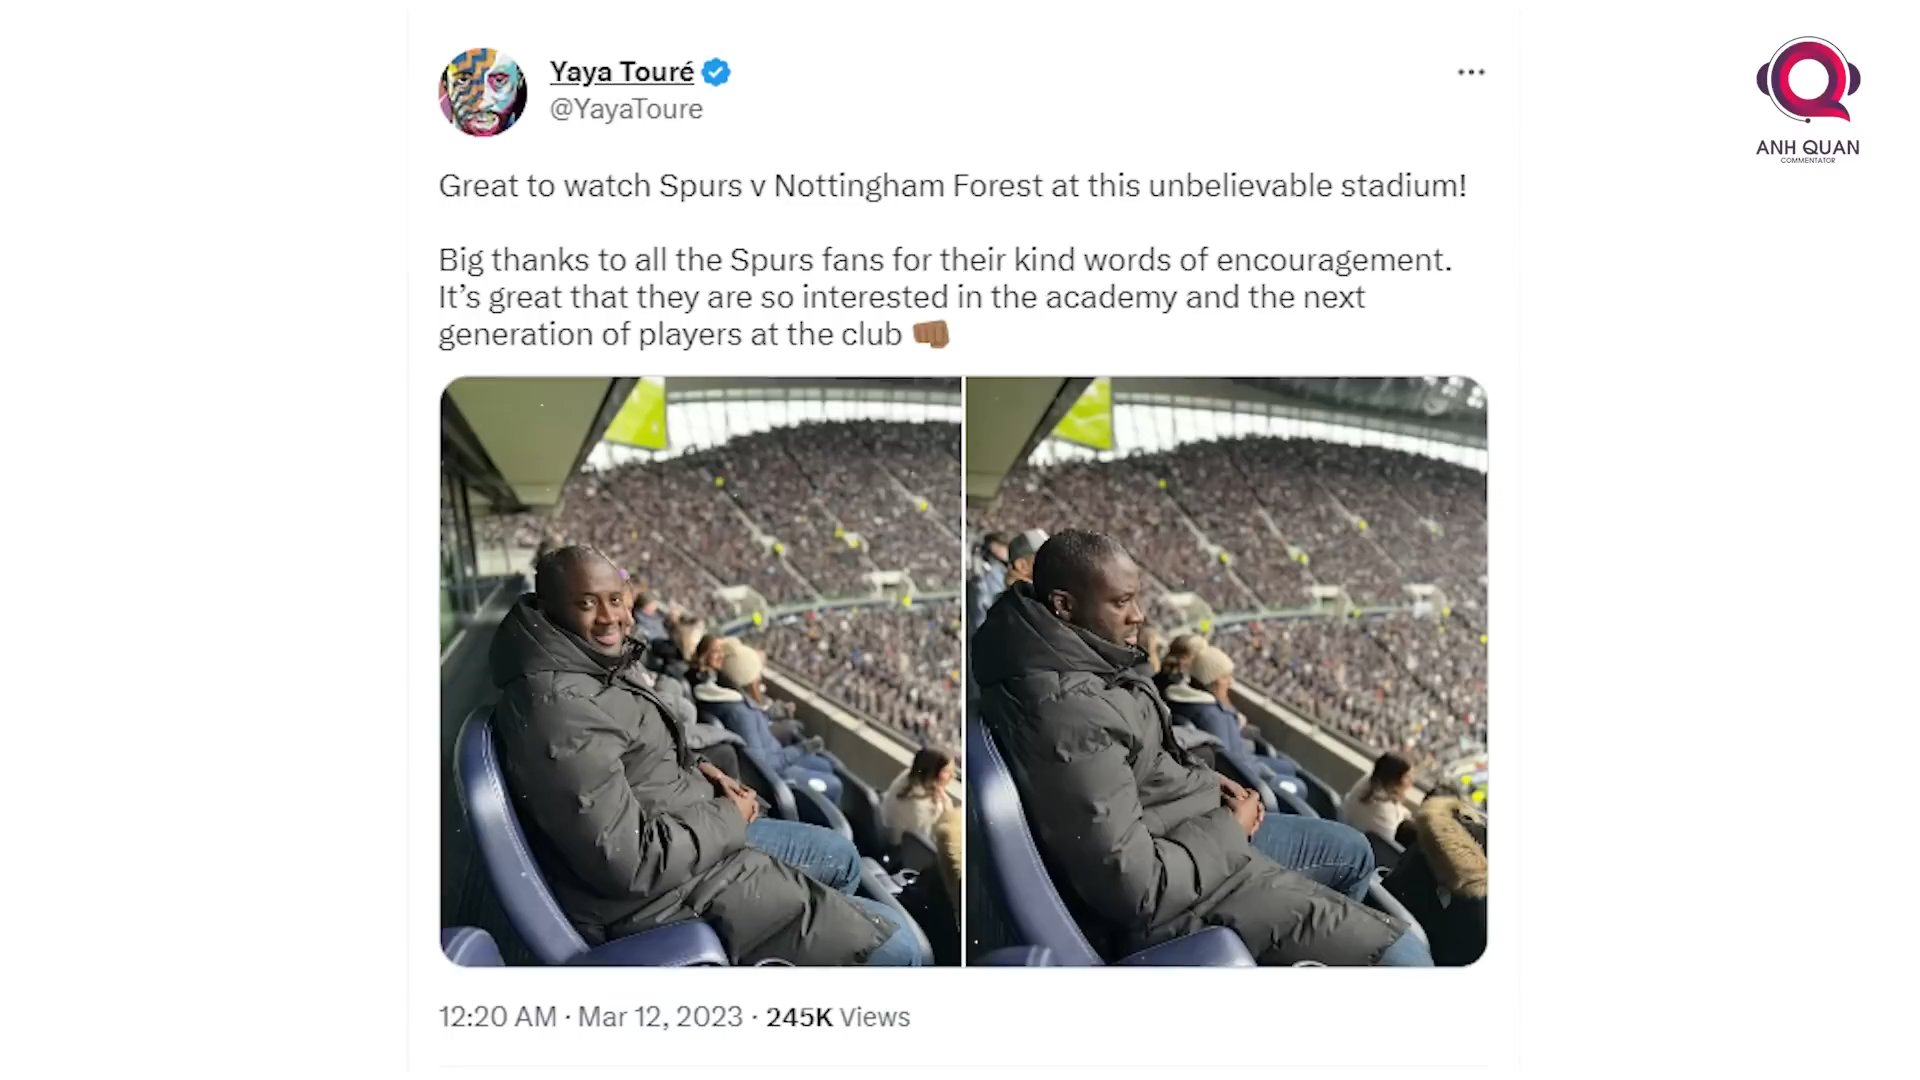 Yaya Touré
@YayaToure
Great to watch Spurs v Nottingham Forest at this unbelievable stadium!
Big thanks to all the Spurs fans for their kind words of encouragement.
It’s great that they are so interested in the academy and the next
generation of players at the club 👊🏾
12:20 AM · Mar 12, 2023 · 245K Views
ANH QUAN
COMMENTATOR